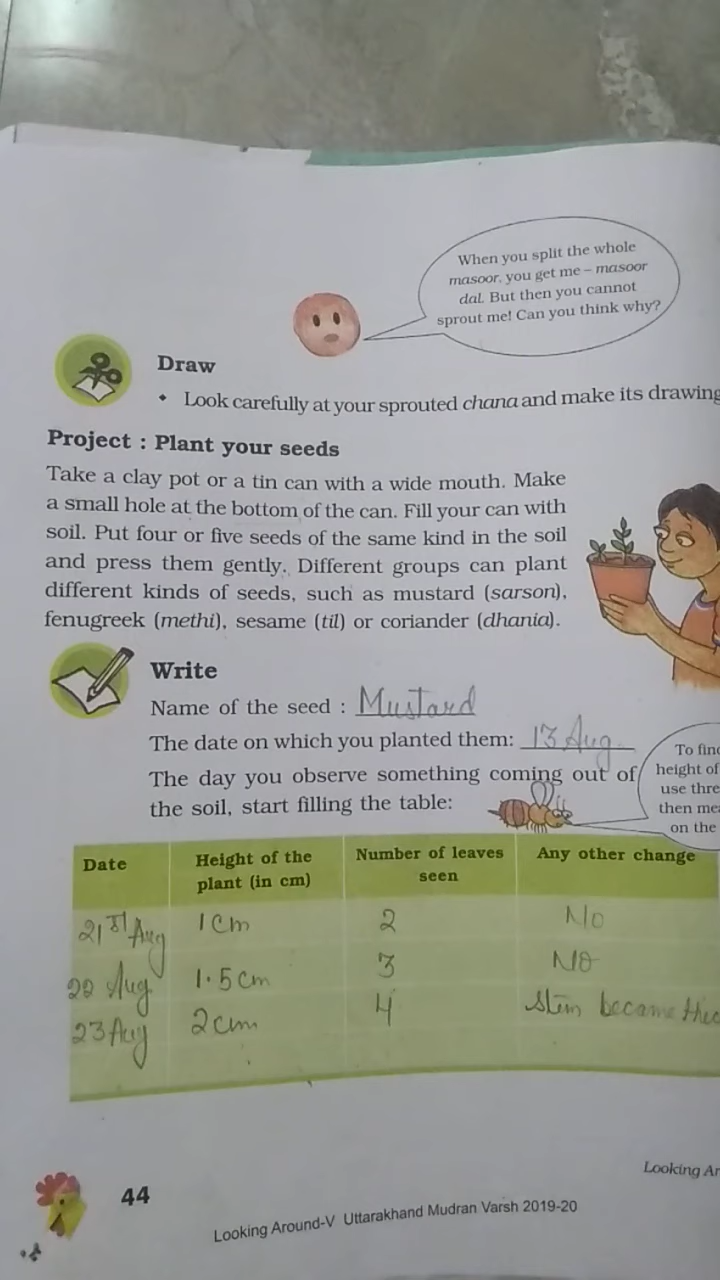 When you split the whole
masoor, you get me – masoor
dal. But then you cannot
sprout me! Can you think why?
Draw
• Look carefully at your sprouted chana and make its drawing
Project : Plant your seeds
Take a clay pot or a tin can with a wide mouth. Make
a small hole at the bottom of the can. Fill your can with
soil. Put four or five seeds of the same kind in the soil
and press them gently. Different groups can plant
different kinds of seeds, such as mustard (sarson),
fenugreek (methi), sesame (til) or coriander (dhania).
Write
Name of the seed : Mustard
The date on which you planted them: 13 Aug
The day you observe something coming out of
the soil, start filling the table:
To
height of
use
then
on the
Date Height of the plant (in cm) Number of leaves seen Any other change
21st Aug 1 cm 2 No
22 Aug 1.5 cm 3 No
23 Aug 2 cm 4 stem became
Looking
44
Looking Around-V Uttarakhand Mudran Varsh 2019-20